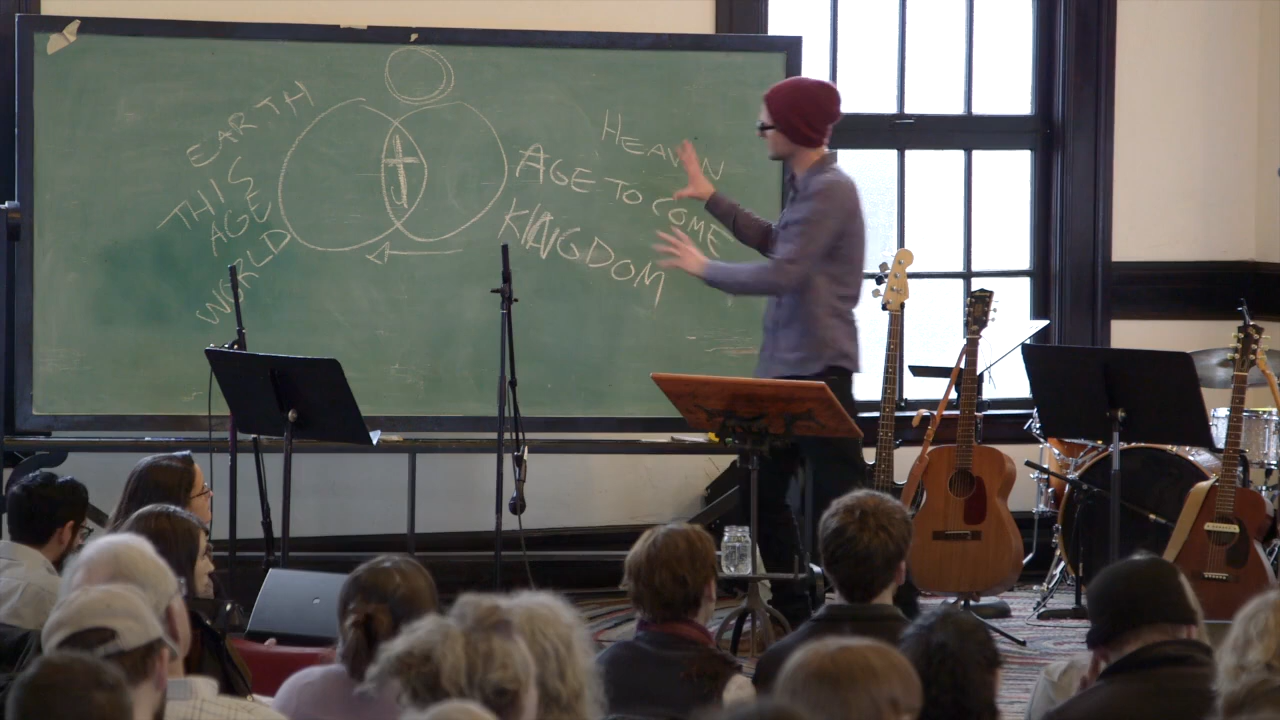 EARTH
THIS
AGE
WORLD
HEAVEN
AGE TO COME
KINGDOM
J